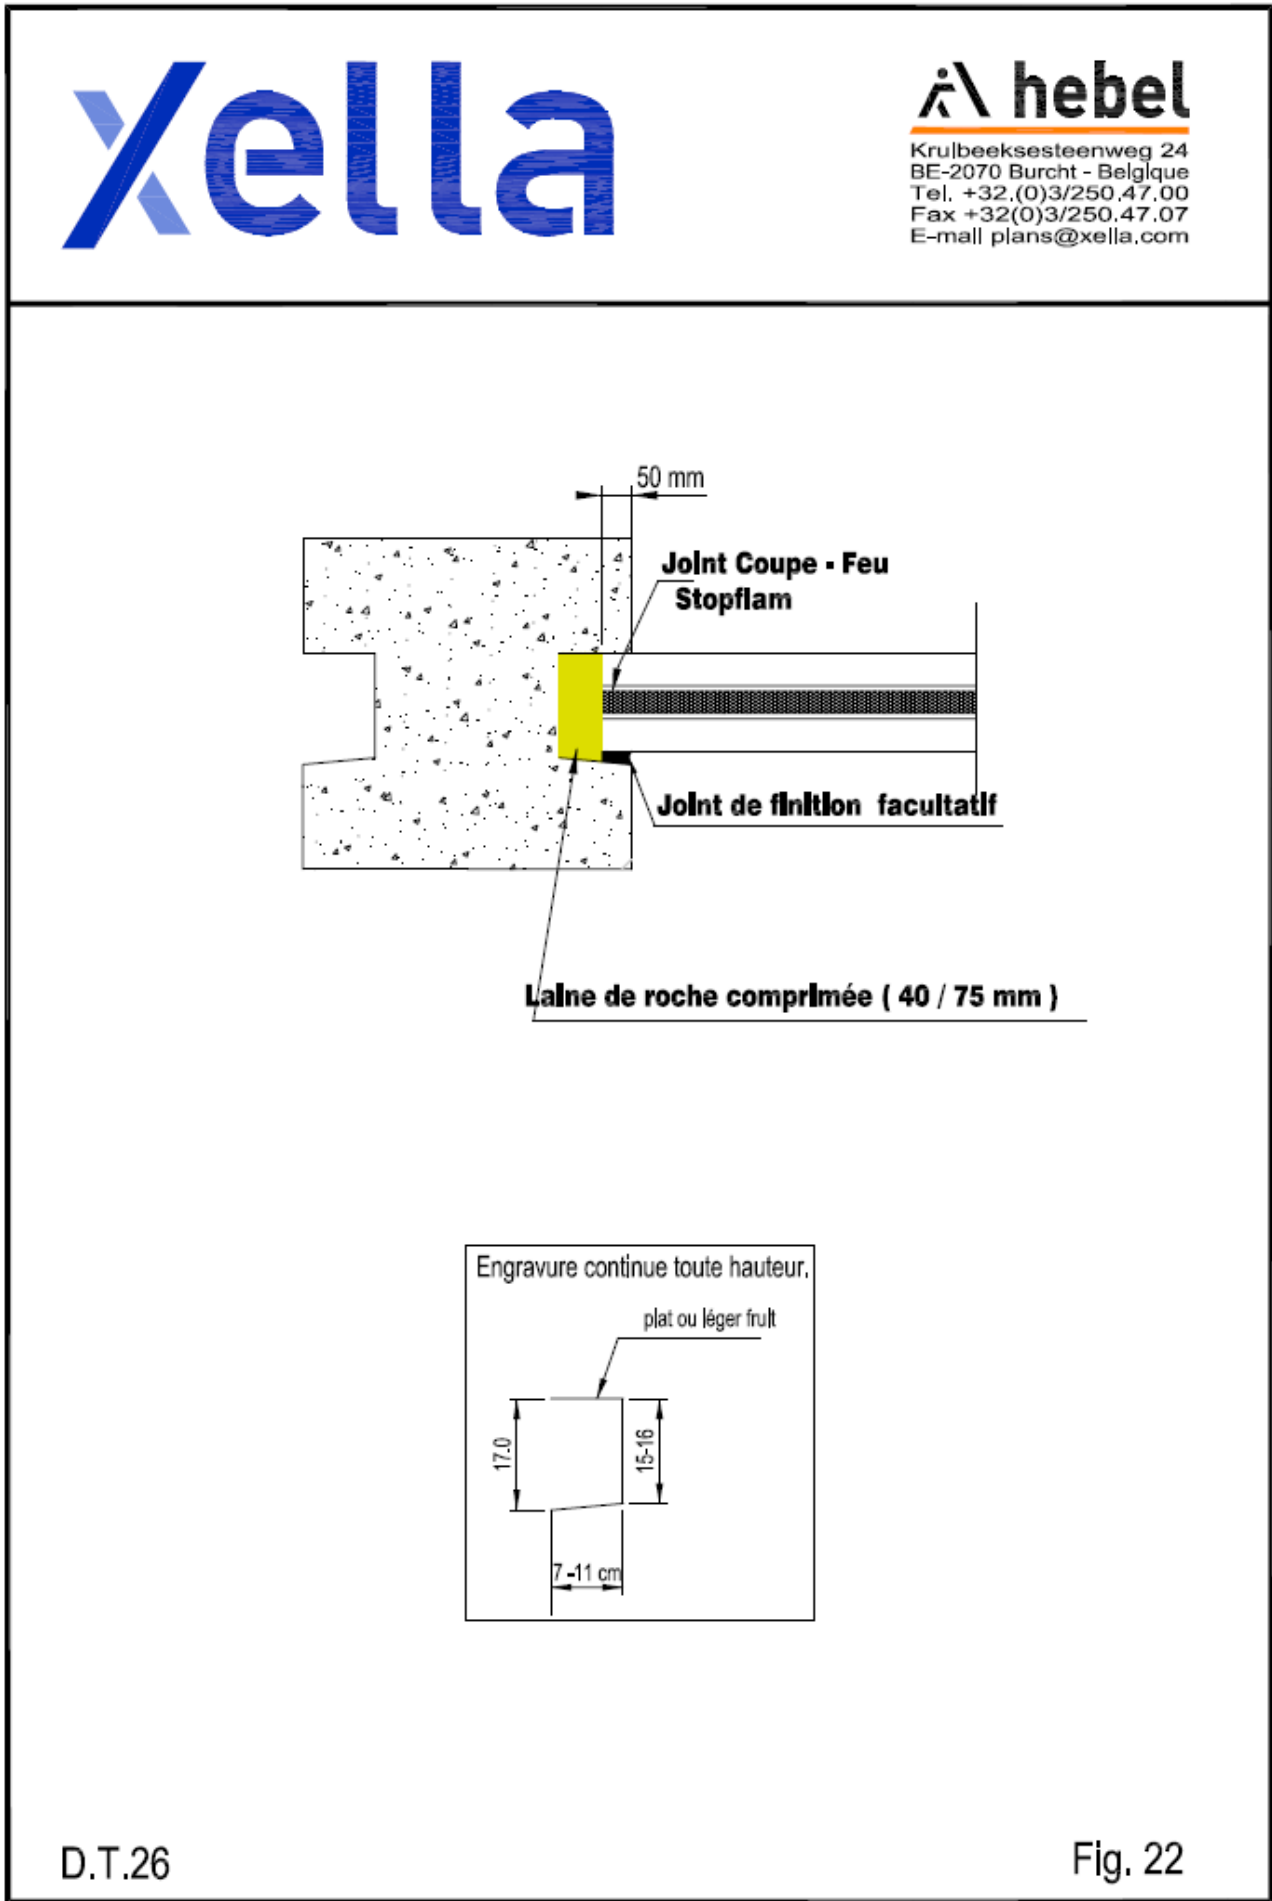 xella
hebel
Krulbeeksesteenweg 24
BE-2070 Burcht - Belgique
Tel. +32.(0)3/250.47.00
Fax +32(0)3/250.47.07
E-mail plans@xella.com
50 mm
Joint Coupe - Feu
Stopflam
Joint de finition facultatif
Laine de roche comprimée ( 40 / 75 mm )
Engravure continue toute hauteur.
plat ou léger fruit
17.0
15-16
7 -11 cm
D.T.26
Fig. 22